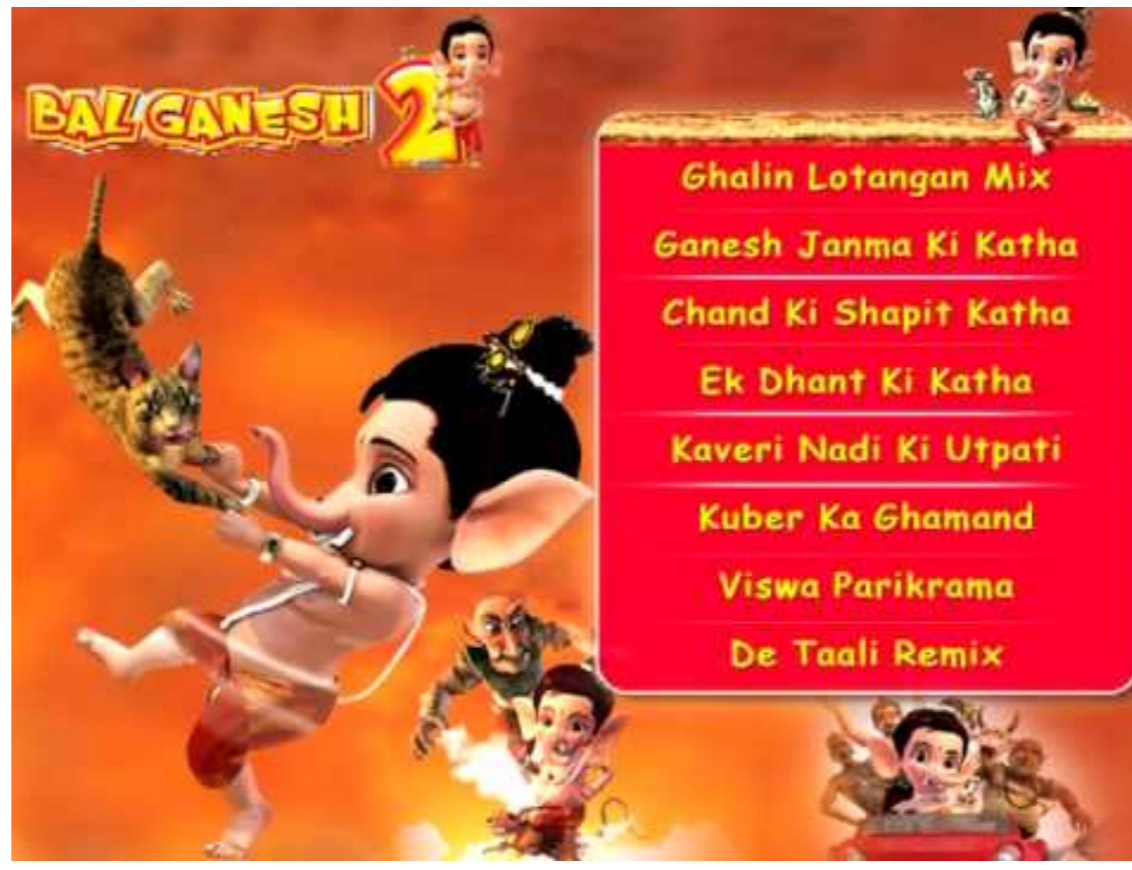 BAL GANESH 2
Ghalin Lotangan Mix
Ganesh Janma Ki Katha
Chand Ki Shapit Katha
Ek Dhant Ki Katha
Kaveri Nadi Ki Utpati
Kuber Ka Ghamand
Viswa Parikrama
De Taali Remix